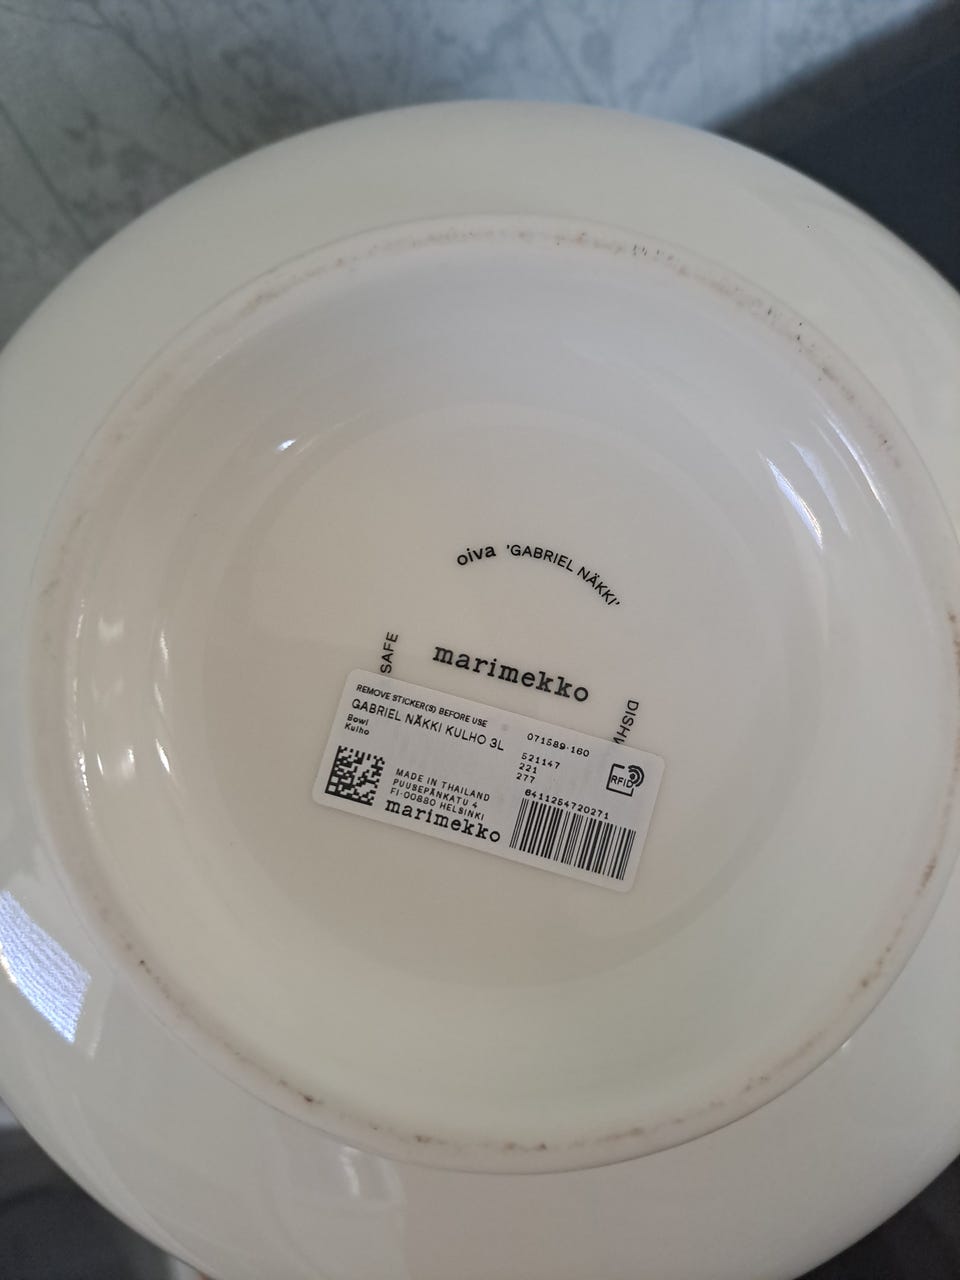 oiva 'GABRIEL NÄKKI'
SAFE
marimekko
REMOVE STICKER(S) BEFORE USE
GABRIEL NÄKKI KULHO 3L
Bowl
Kulho
071589-160
521147
221
277
RFID
MADE IN THAILAND
PUUSEPÄNKATU 4
FI-00880 HELSINKI
marimekko
6411254720271